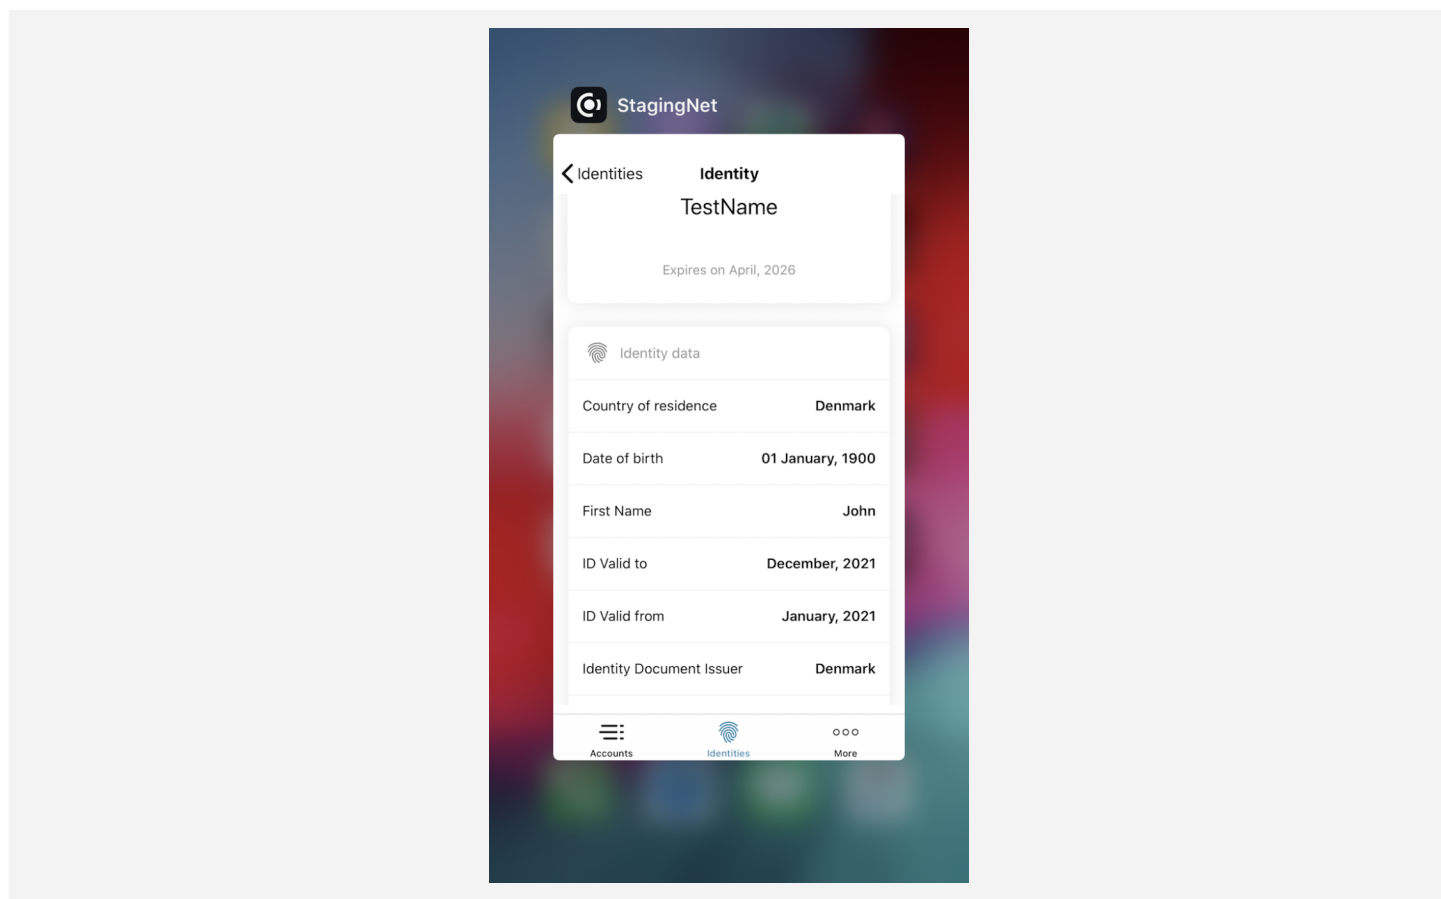 StagingNet
Identities Identity
TestName
Expires on April, 2026
Identity data
Country of residence Denmark
Date of birth 01 January, 1900
First Name John
ID Valid to December, 2021
ID Valid from January, 2021
Identity Document Issuer Denmark
Accounts Identities More